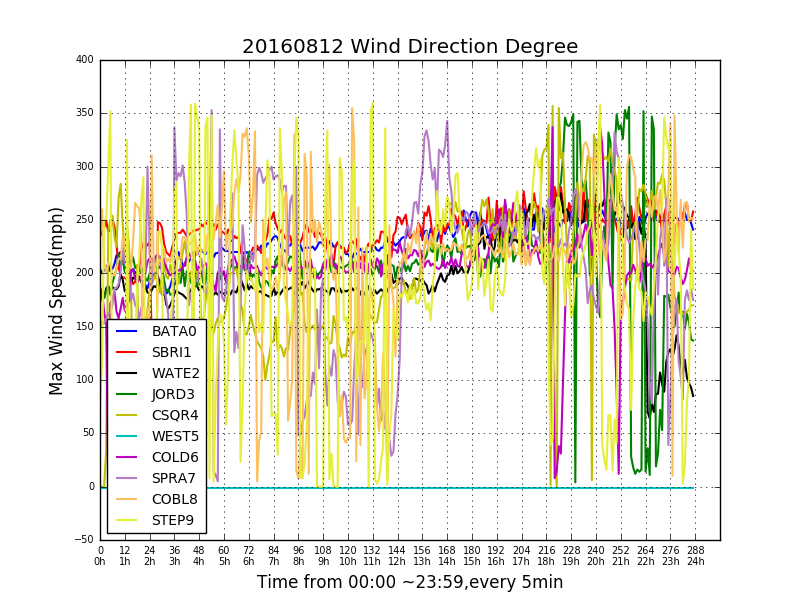 20160812 Wind Direction Degree
Max Wind Speed(mph)
400
350
300
250
200
150
100
50
0
−50
BATA0
SBRI1
WATE2
JORD3
CSQR4
WEST5
COLD6
SPRA7
COBL8
STEP9
0 12 24 36 48 60 72 84 96 108 120 132 144 156 168 180 192 204 216 228 240 252 264 276 288
0h 1h 2h 3h 4h 5h 6h 7h 8h 9h 10h 11h 12h 13h 14h 15h 16h 17h 18h 19h 20h 21h 22h 23h 24h
Time from 00:00 ~23:59,every 5min